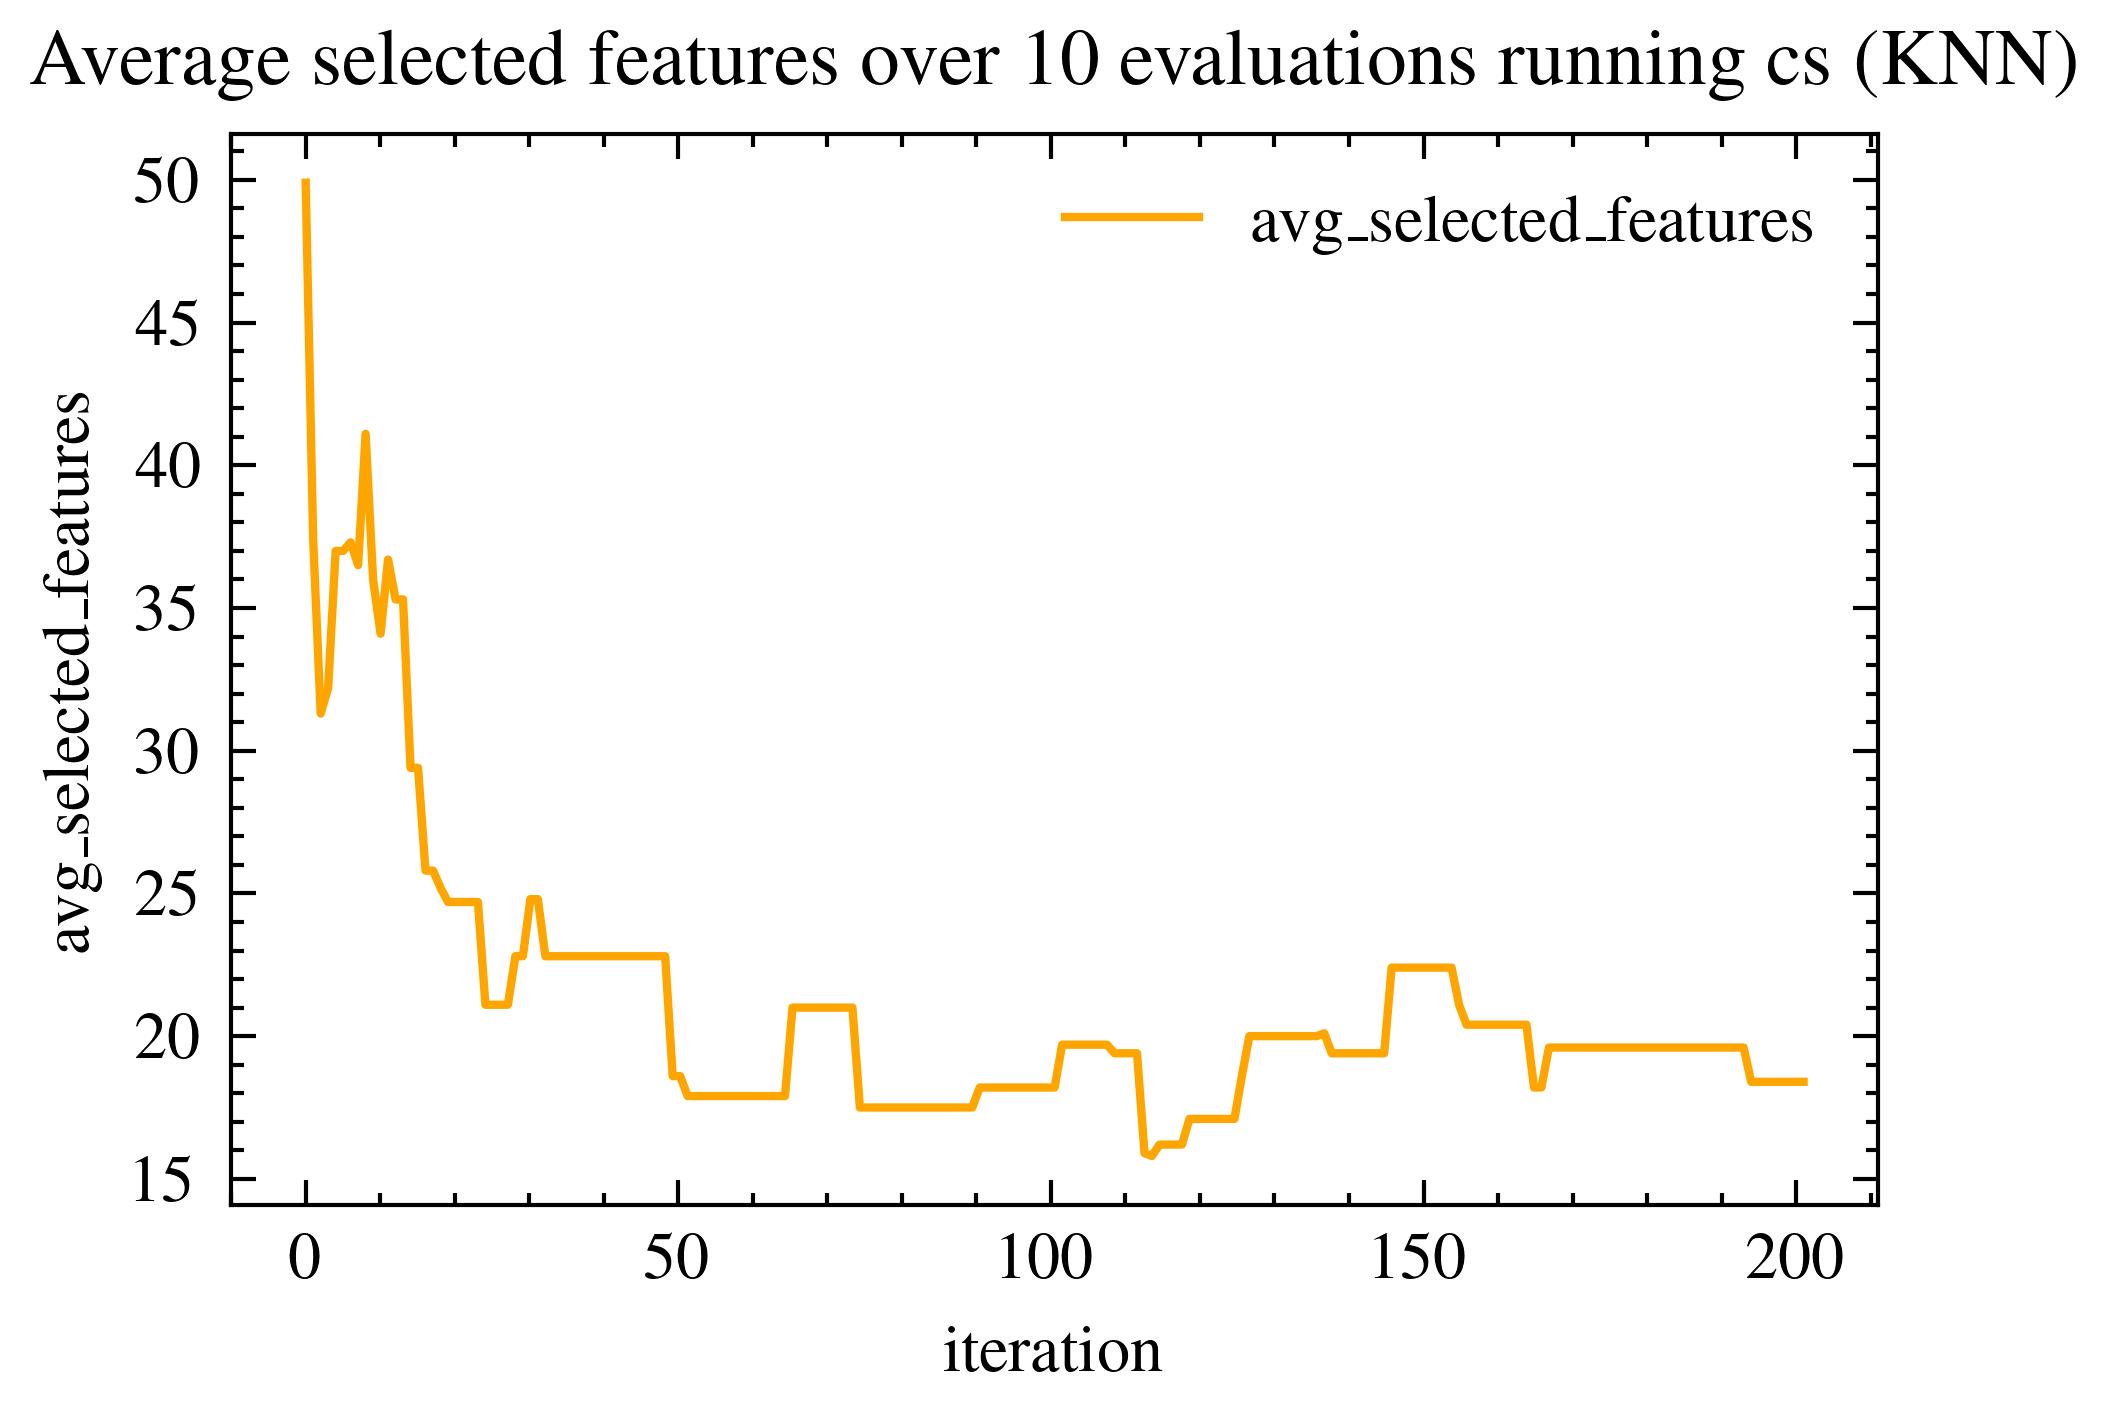 Average selected features over 10 evaluations running cs (KNN)
avg_selected_features
50
45
40
35
30
25
20
15
avg_selected_features
0 50 100 150 200
iteration